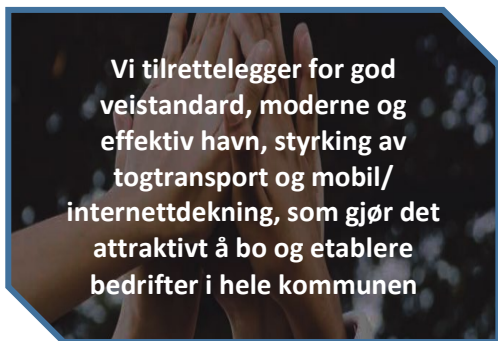 Vi tilrettelegger for god
veistandard, moderne og
effektiv havn, styrking av
togtransport og mobil/
internettdekning, som gjør det
attraktivt å bo og etablere
bedrifter i hele kommunen